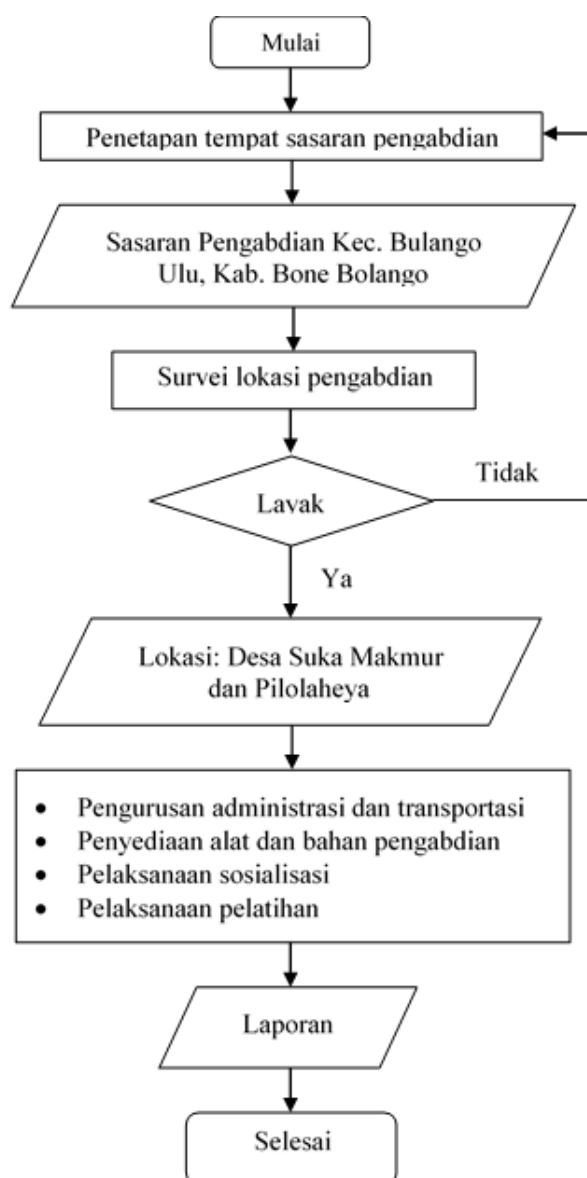 Mulai
Penetapan tempat sasaran pengabdian
Sasaran Pengabdian Kec. Bulango
Ulu, Kab. Bone Bolango
Survei lokasi pengabdian
Layak
Tidak
Ya
Lokasi: Desa Suka Makmur
dan Pilolaheya
• Pengurusan administrasi dan transportasi
• Penyediaan alat dan bahan pengabdian
• Pelaksanaan sosialisasi
• Pelaksanaan pelatihan
Laporan
Selesai